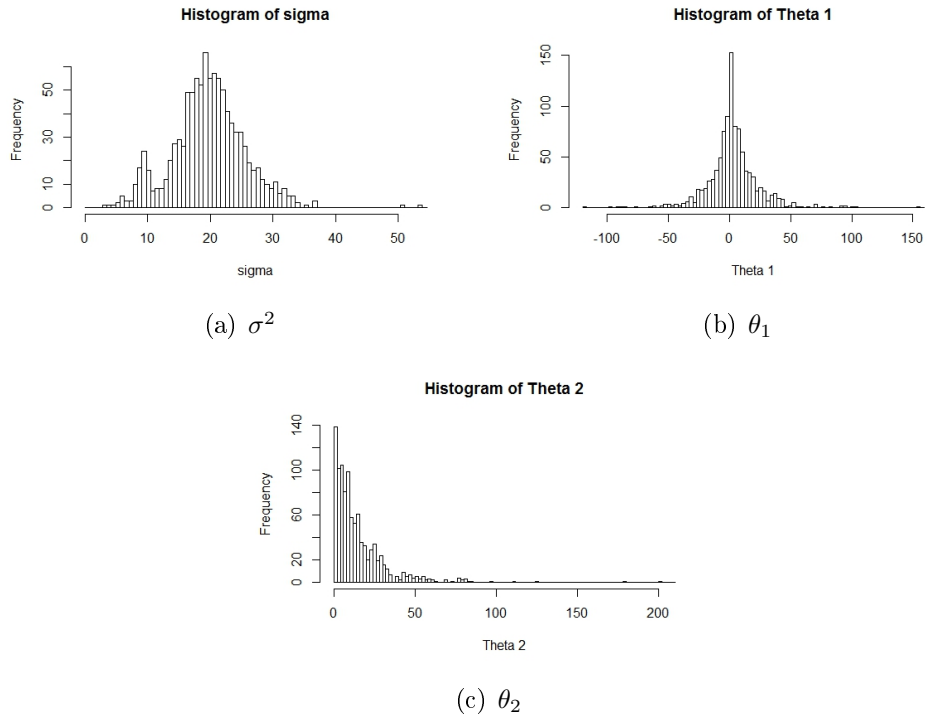 Histogram of sigma
Frequency
10
30
50
0
0 10 20 30 40 50
sigma
(a) σ²
Histogram of Theta 1
Frequency
0
50
100
150
-100 -50 0 50 100 150
Theta 1
(b) θ₁
Histogram of Theta 2
Frequency
0
20
60
100
140
0 50 100 150 200
Theta 2
(c) θ₂